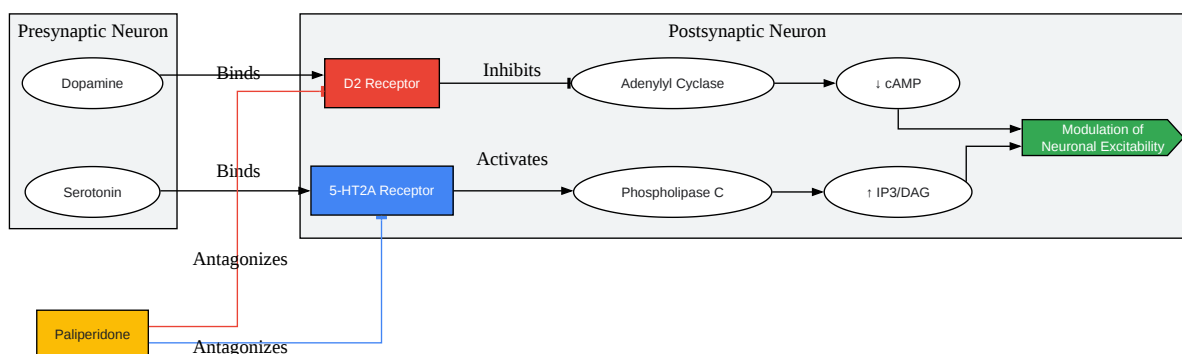 Presynaptic Neuron
Postsynaptic Neuron
Dopamine
Binds
D2 Receptor
Inhibits
Adenylyl Cyclase
↓ cAMP
Modulation of
Neuronal Excitability
Serotonin
Binds
5-HT2A Receptor
Activates
Phospholipase C
↑ IP3/DAG
Antagonizes
Paliperidone
Antagonizes